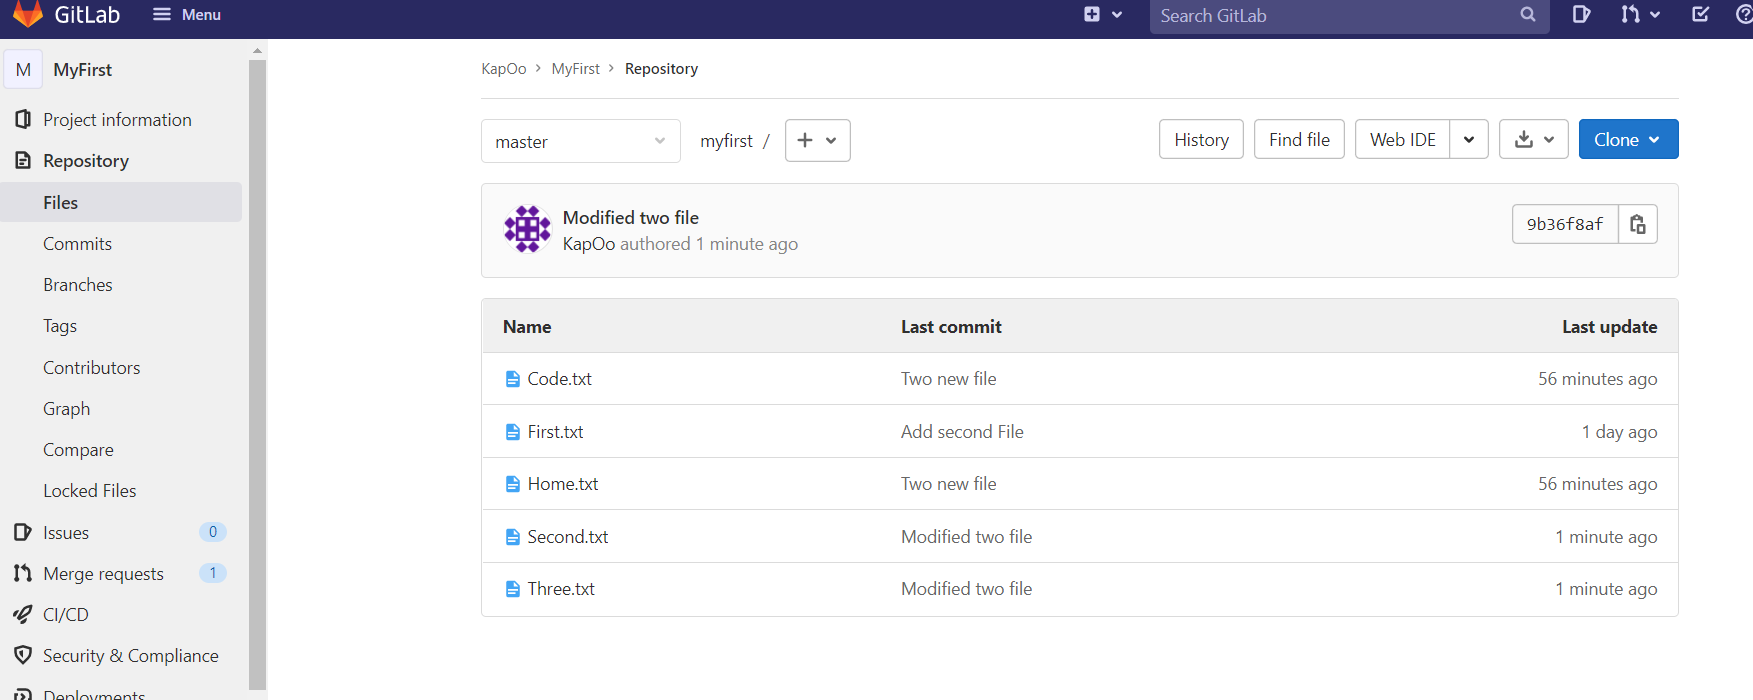 GitLab
Menu
Search GitLab
M
MyFirst
Project information
Repository
Files
Commits
Branches
Tags
Contributors
Graph
Compare
Locked Files
Issues 0
Merge requests 1
CI/CD
Security & Compliance
Deployments
KapOo > MyFirst > Repository
master
myfirst / +
History
Find file
Web IDE
Clone
Modified two file
KapOo authored 1 minute ago
9b36f8af
Name Last commit Last update
Code.txt Two new file 56 minutes ago
First.txt Add second File 1 day ago
Home.txt Two new file 56 minutes ago
Second.txt Modified two file 1 minute ago
Three.txt Modified two file 1 minute ago